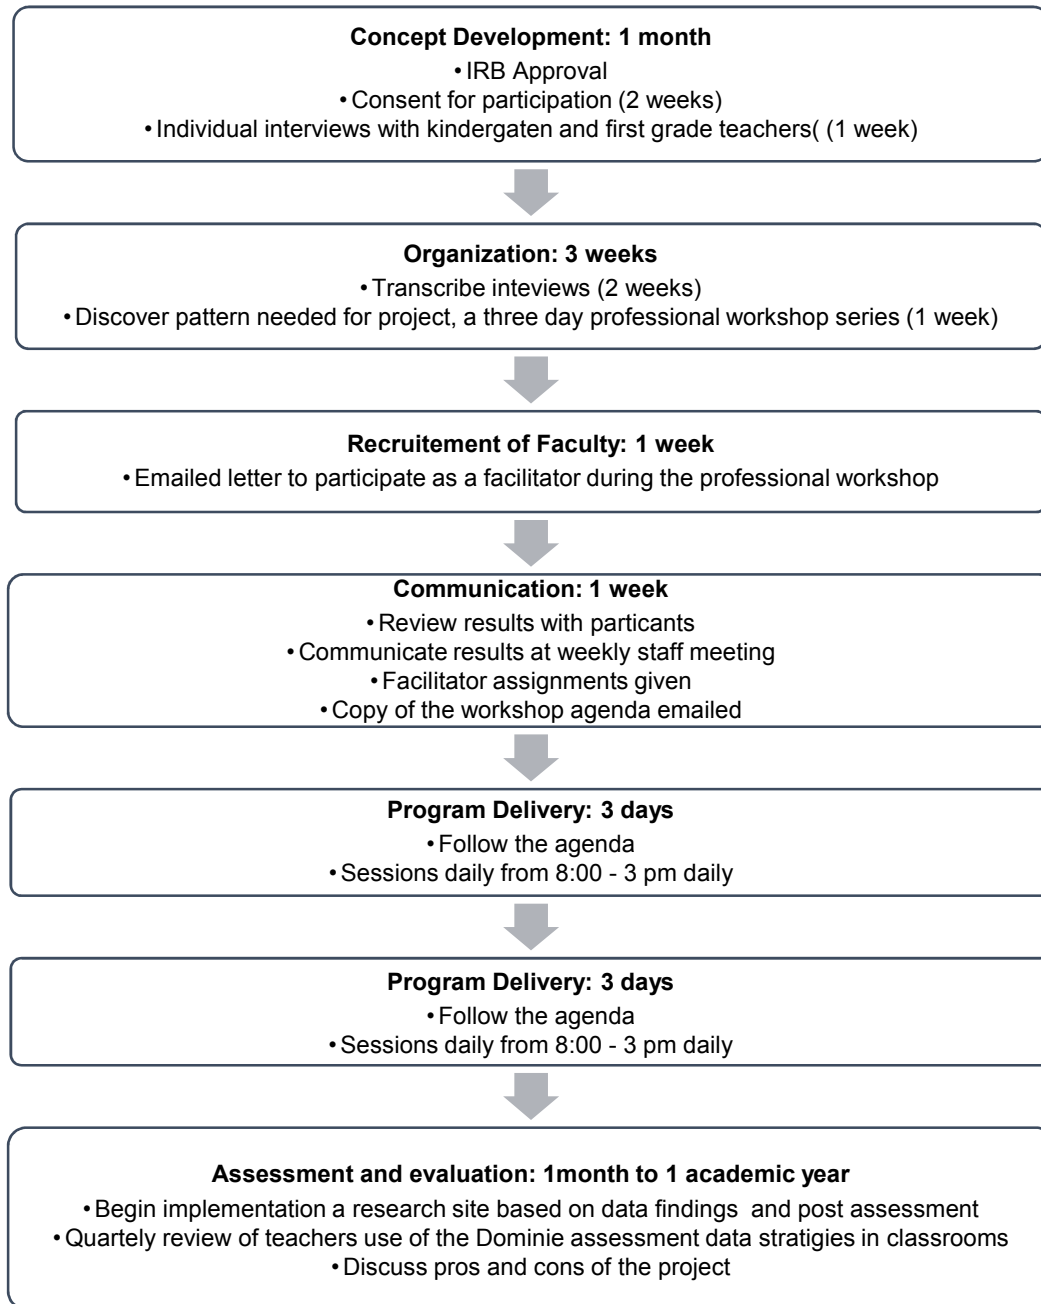 Concept Development: 1 month
•IRB Approval
•Consent for participation (2 weeks)
•Individual interviews with kindergaten and first grade teachers( (1 week)
Organization: 3 weeks
•Transcribe inteviews (2 weeks)
•Discover pattern needed for project, a three day professional workshop series (1 week)
Recruitement of Faculty: 1 week
•Emailed letter to participate as a facilitator during the professional workshop
Communication: 1 week
•Review results with particants
•Communicate results at weekly staff meeting
•Facilitator assignments given
•Copy of the workshop agenda emailed
Program Delivery: 3 days
•Follow the agenda
•Sessions daily from 8:00 - 3 pm daily
Program Delivery: 3 days
•Follow the agenda
•Sessions daily from 8:00 - 3 pm daily
Assessment and evaluation: 1month to 1 academic year
•Begin implementation a research site based on data findings  and post assessment
•Quartely review of teachers use of the Dominie assessment data stratigies in classrooms
•Discuss pros and cons of the project